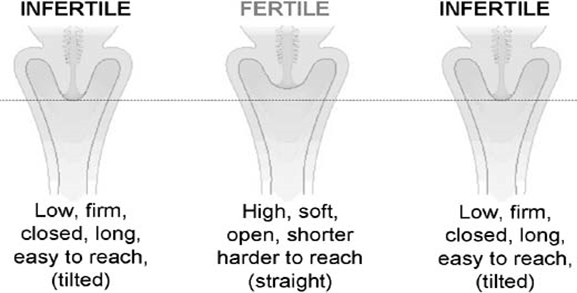 INFERTILE
Low, firm,
closed, long,
easy to reach,
(tilted)
FERTILE
High, soft,
open, shorter
harder to reach
(straight)
INFERTILE
Low, firm,
closed, long,
easy to reach,
(tilted)